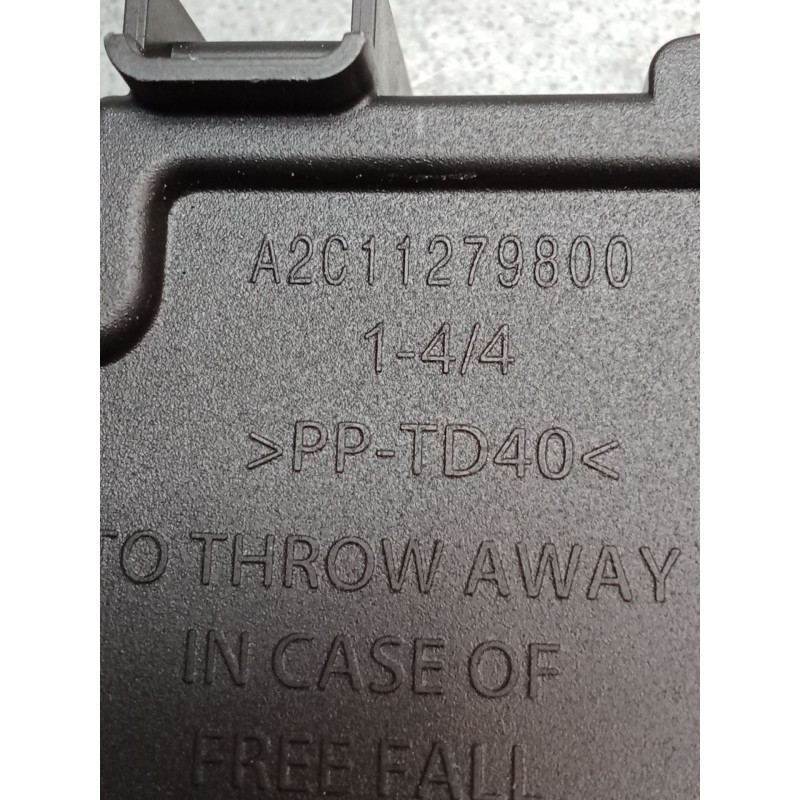 A2C11279800
1-4/4
>PP-TD40<
TO THROW AWAY
IN CASE OF
FREE FALL